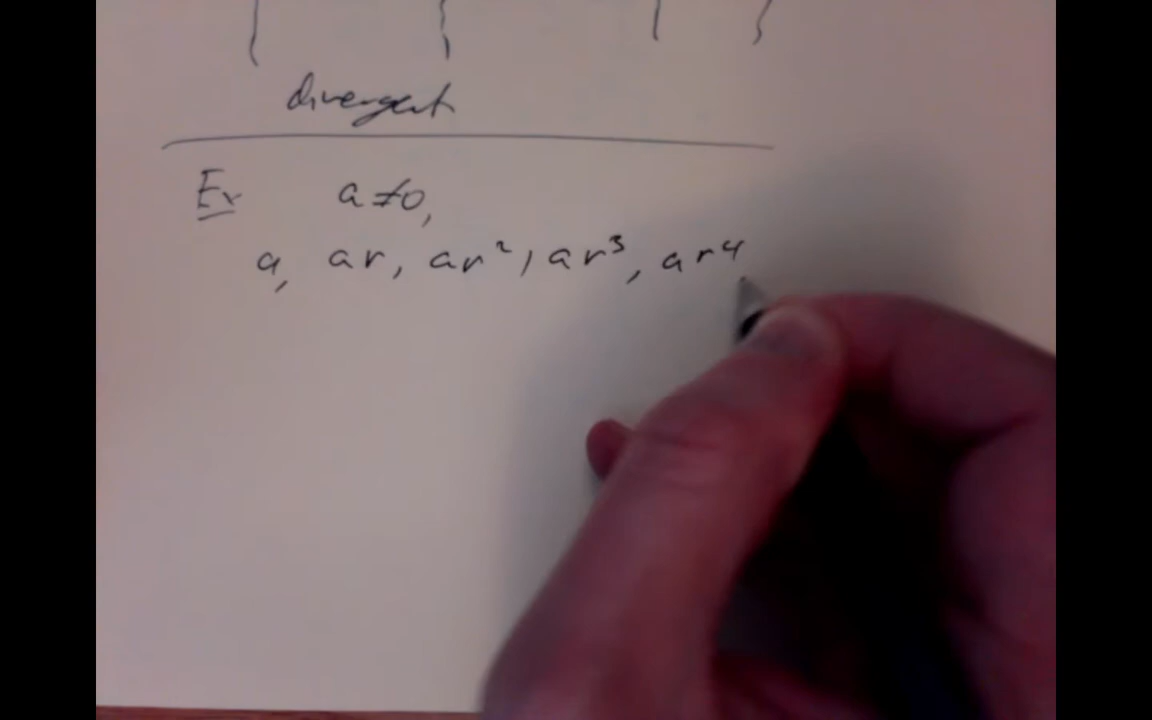 divergent
Ex a ≠ 0,
a, ar, ar², ar³, ar⁴